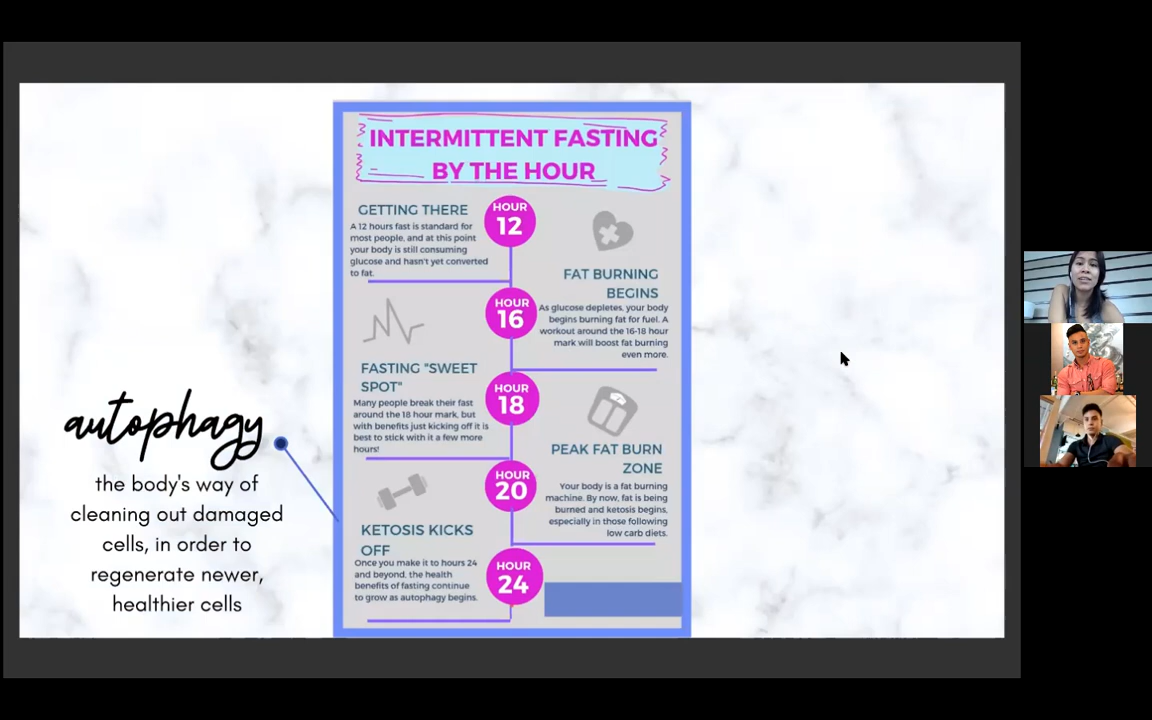 INTERMITTENT FASTING
BY THE HOUR
GETTING THERE
A 12 hours fast is standard for
most people, and at this point
your body is still consuming
glucose and hasn't yet converted
to fat.
HOUR
12
FAT BURNING
BEGINS
As glucose depletes, your body
begins burning fat for fuel. A
workout around the 16-18 hour
mark will boost fat burning
even more.
HOUR
16
FASTING "SWEET
SPOT"
Many people break their fast
around the 18 hour mark, but
with benefits just kicking off it is
best to stick with it a few more
hours!
HOUR
18
PEAK FAT BURN
ZONE
Your body is a fat burning
machine. By now, fat is being
burned and ketosis begins,
especially in those following
low carb diets.
HOUR
20
KETOSIS KICKS
OFF
Once you make it to hours 24
and beyond, the health
benefits of fasting continue
to grow as autophagy begins.
HOUR
24
autophagy
the body's way of
cleaning out damaged
cells, in order to
regenerate newer,
healthier cells